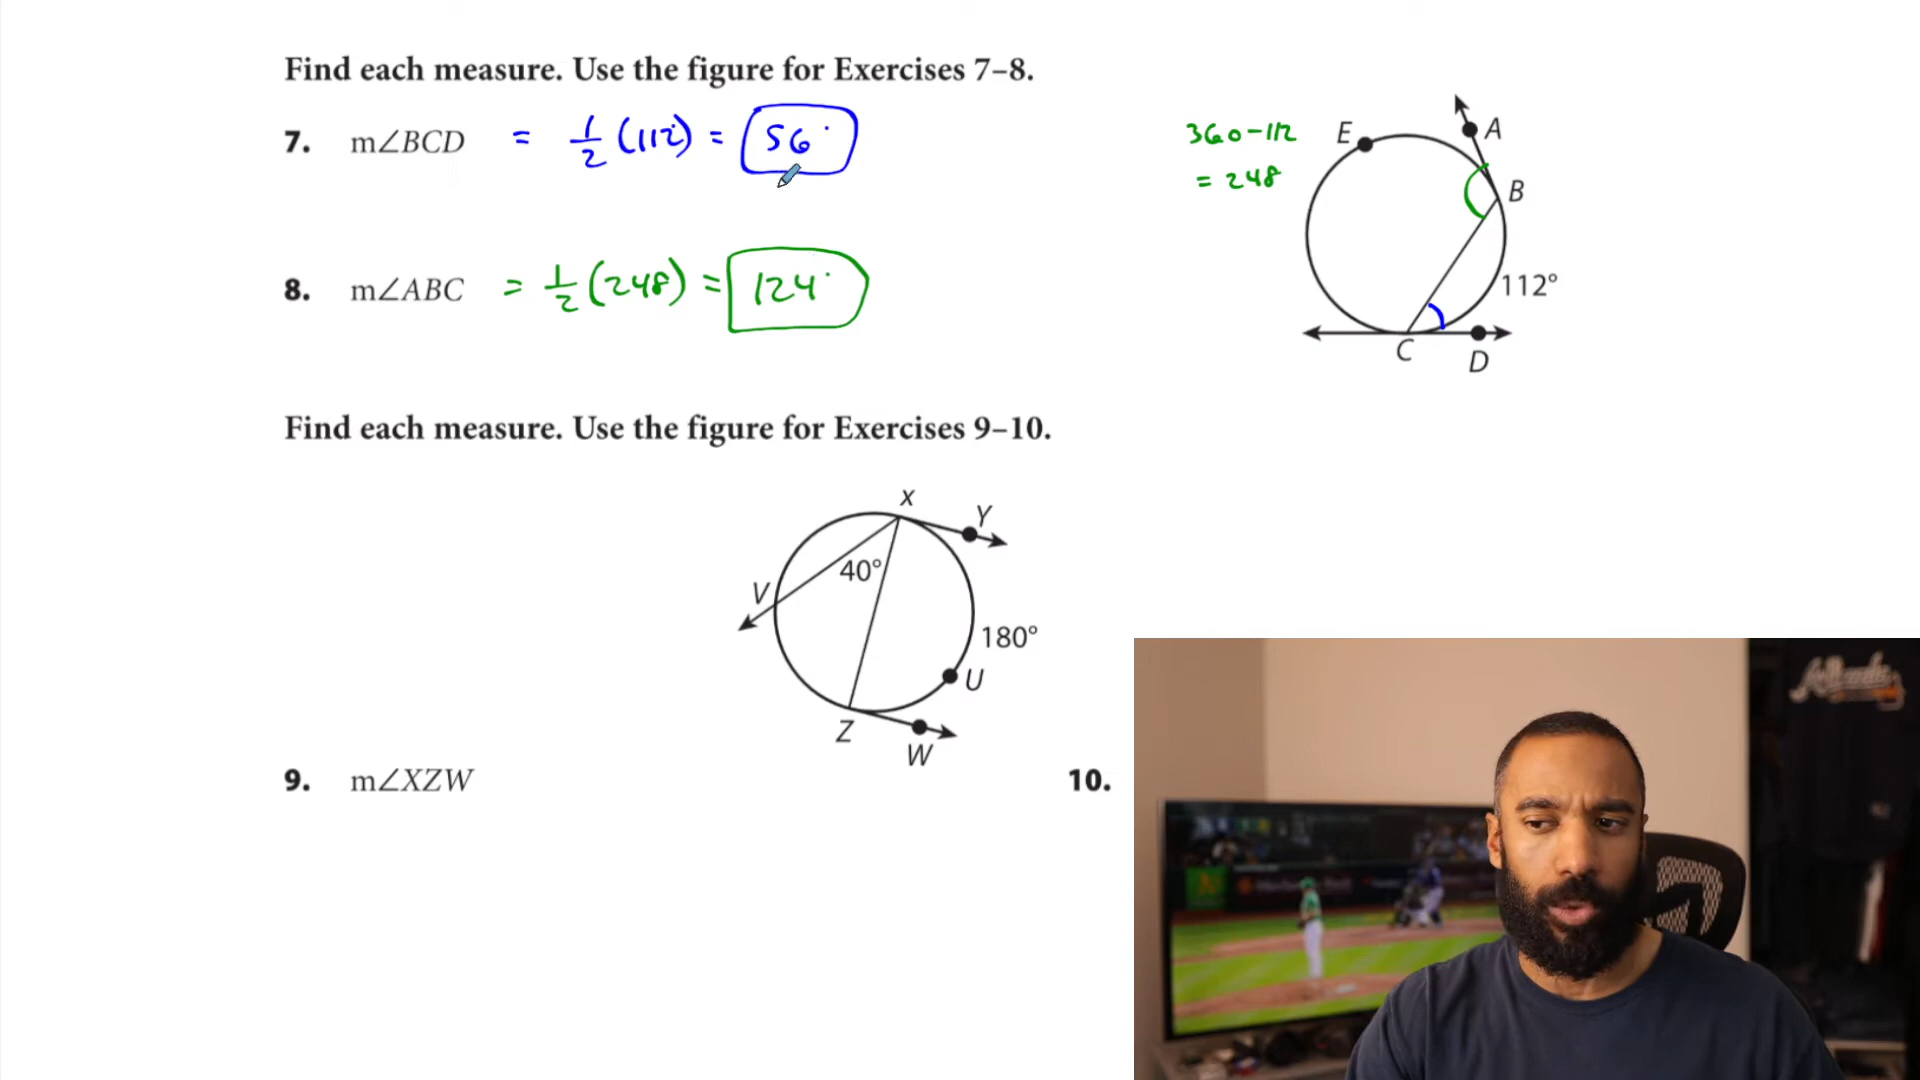 Find each measure. Use the figure for Exercises 7–8.
7. m∠BCD = 1/2 (112°) = 56°
360-112
= 248
E
A
B
112°
C
D
8. m∠ABC = 1/2 (248) = 124°
Find each measure. Use the figure for Exercises 9–10.
X
Y
40°
V
180°
U
Z
W
9. m∠XZW
10.